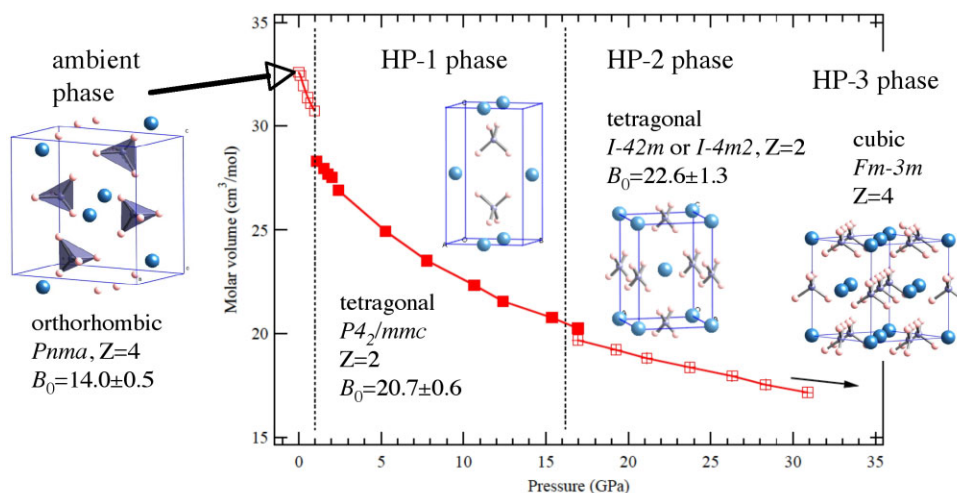 ambient
phase
orthorhombic
Pnma, Z=4
B₀=14.0±0.5
HP-1 phase
tetragonal
P4₂/mmc
Z=2
B₀=20.7±0.6
HP-2 phase
tetragonal
I-42m or I-4m2, Z=2
B₀=22.6±1.3
HP-3 phase
cubic
Fm-3m
Z=4
Molar volume (cm³/mol)
35
30
25
20
15
0
5
10
15
20
25
30
35
Pressure (GPa)